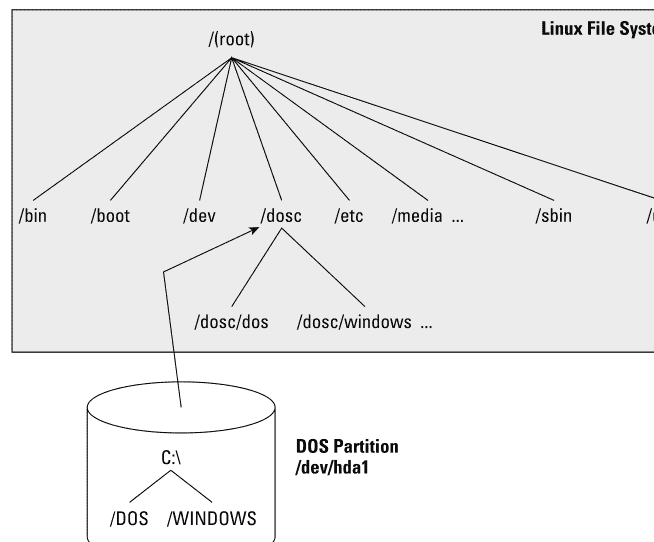 Linux File Syste
/(root)
/bin /boot /dev /dosc /etc /media ... /sbin
/dosc/dos /dosc/windows ...
DOS Partition
/dev/hda1
C:\
/DOS /WINDOWS